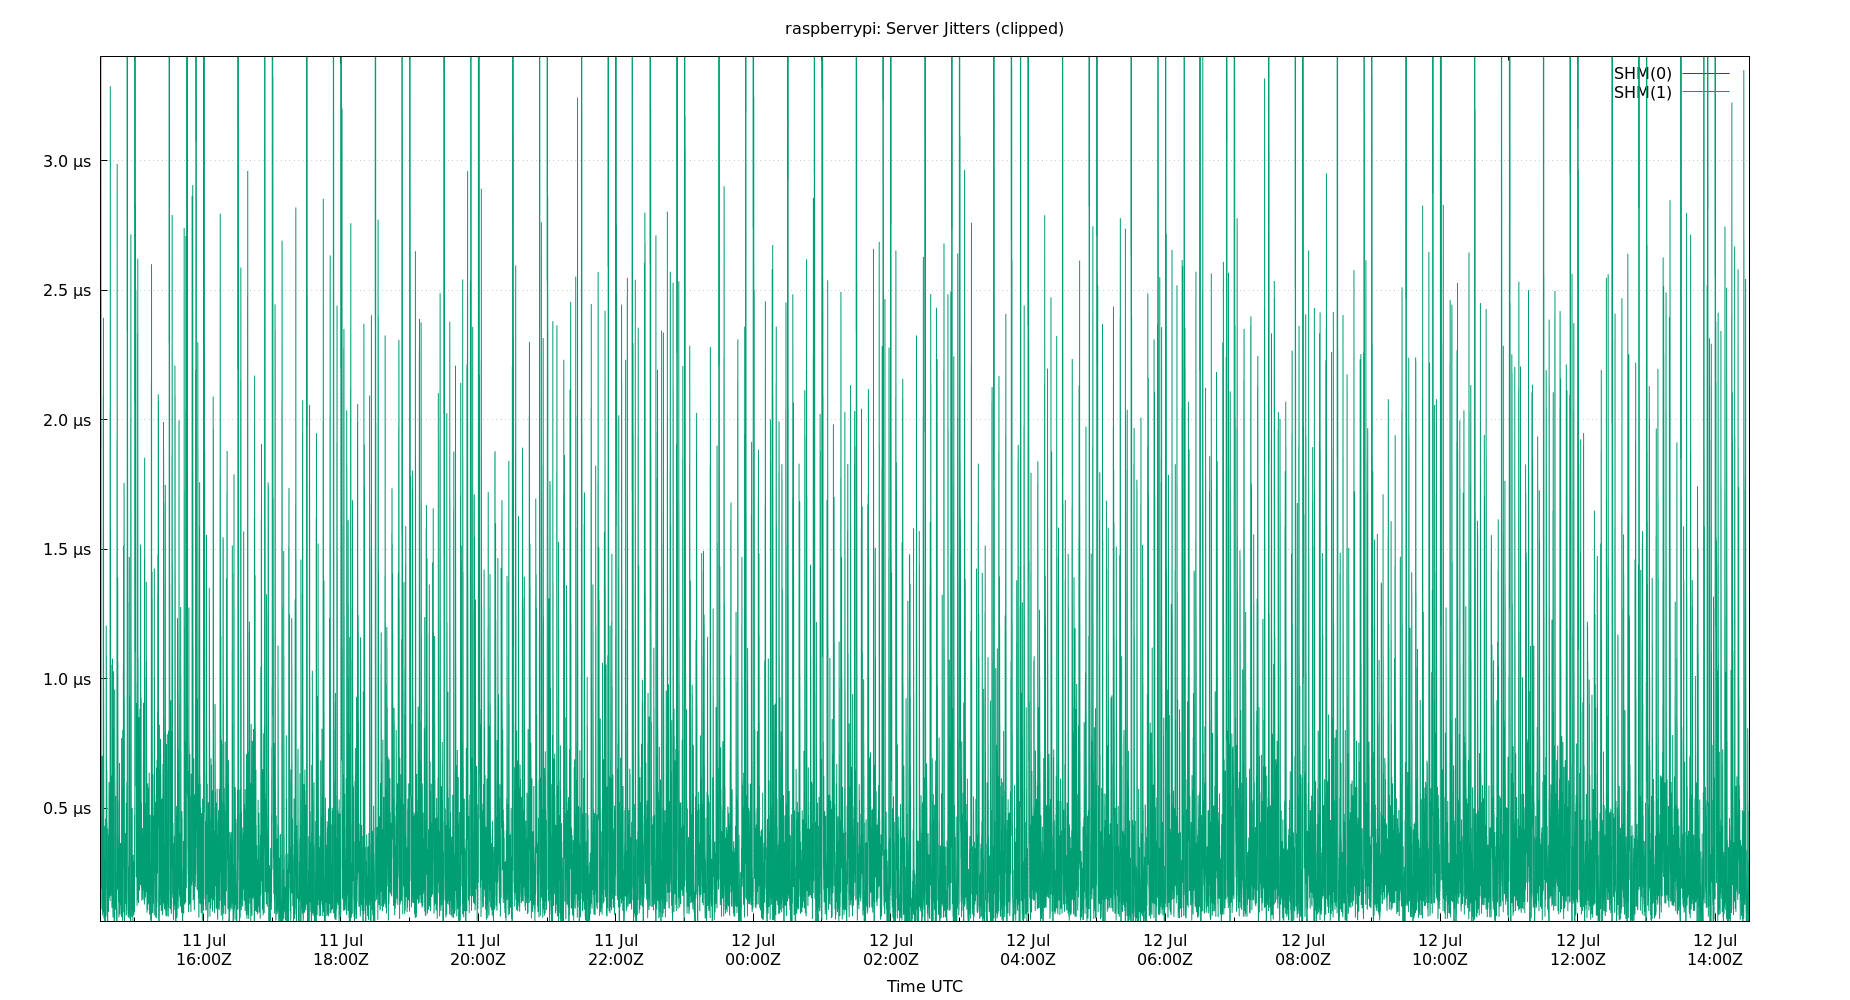 raspberrypi: Server Jitters (clipped)
SHM(0)
SHM(1)
3.0 µs
2.5 µs
2.0 µs
1.5 µs
1.0 µs
0.5 µs
11 Jul 11 Jul 11 Jul 11 Jul 12 Jul 12 Jul 12 Jul 12 Jul 12 Jul 12 Jul 12 Jul 12 Jul
16:00Z 18:00Z 20:00Z 22:00Z 00:00Z 02:00Z 04:00Z 06:00Z 08:00Z 10:00Z 12:00Z 14:00Z
Time UTC